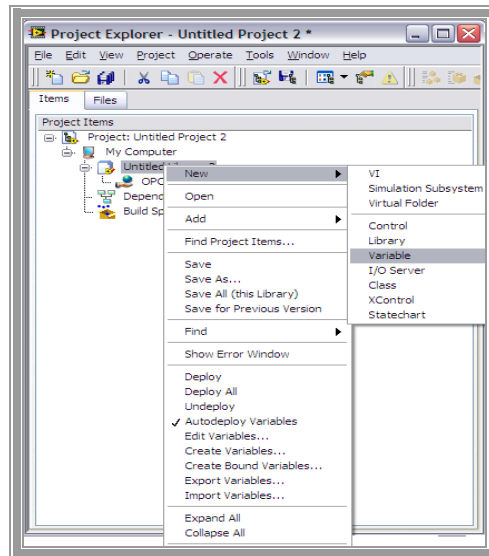 Project Explorer - Untitled Project 2 *
File Edit View Project Operate Tools Window Help
Items Files
Project Items
Project: Untitled Project 2
My Computer
Untitled
OPC
Depend
Build Sp
New
Open
Add
Find Project Items...
Save
Save As...
Save All (this Library)
Save for Previous Version
Find
Show Error Window
Deploy
Deploy All
Undeploy
Autodeploy Variables
Edit Variables...
Create Variables...
Create Bound Variables...
Export Variables...
Import Variables...
Expand All
Collapse All
VI
Simulation Subsystem
Virtual Folder
Control
Library
Variable
I/O Server
Class
XControl
Statechart